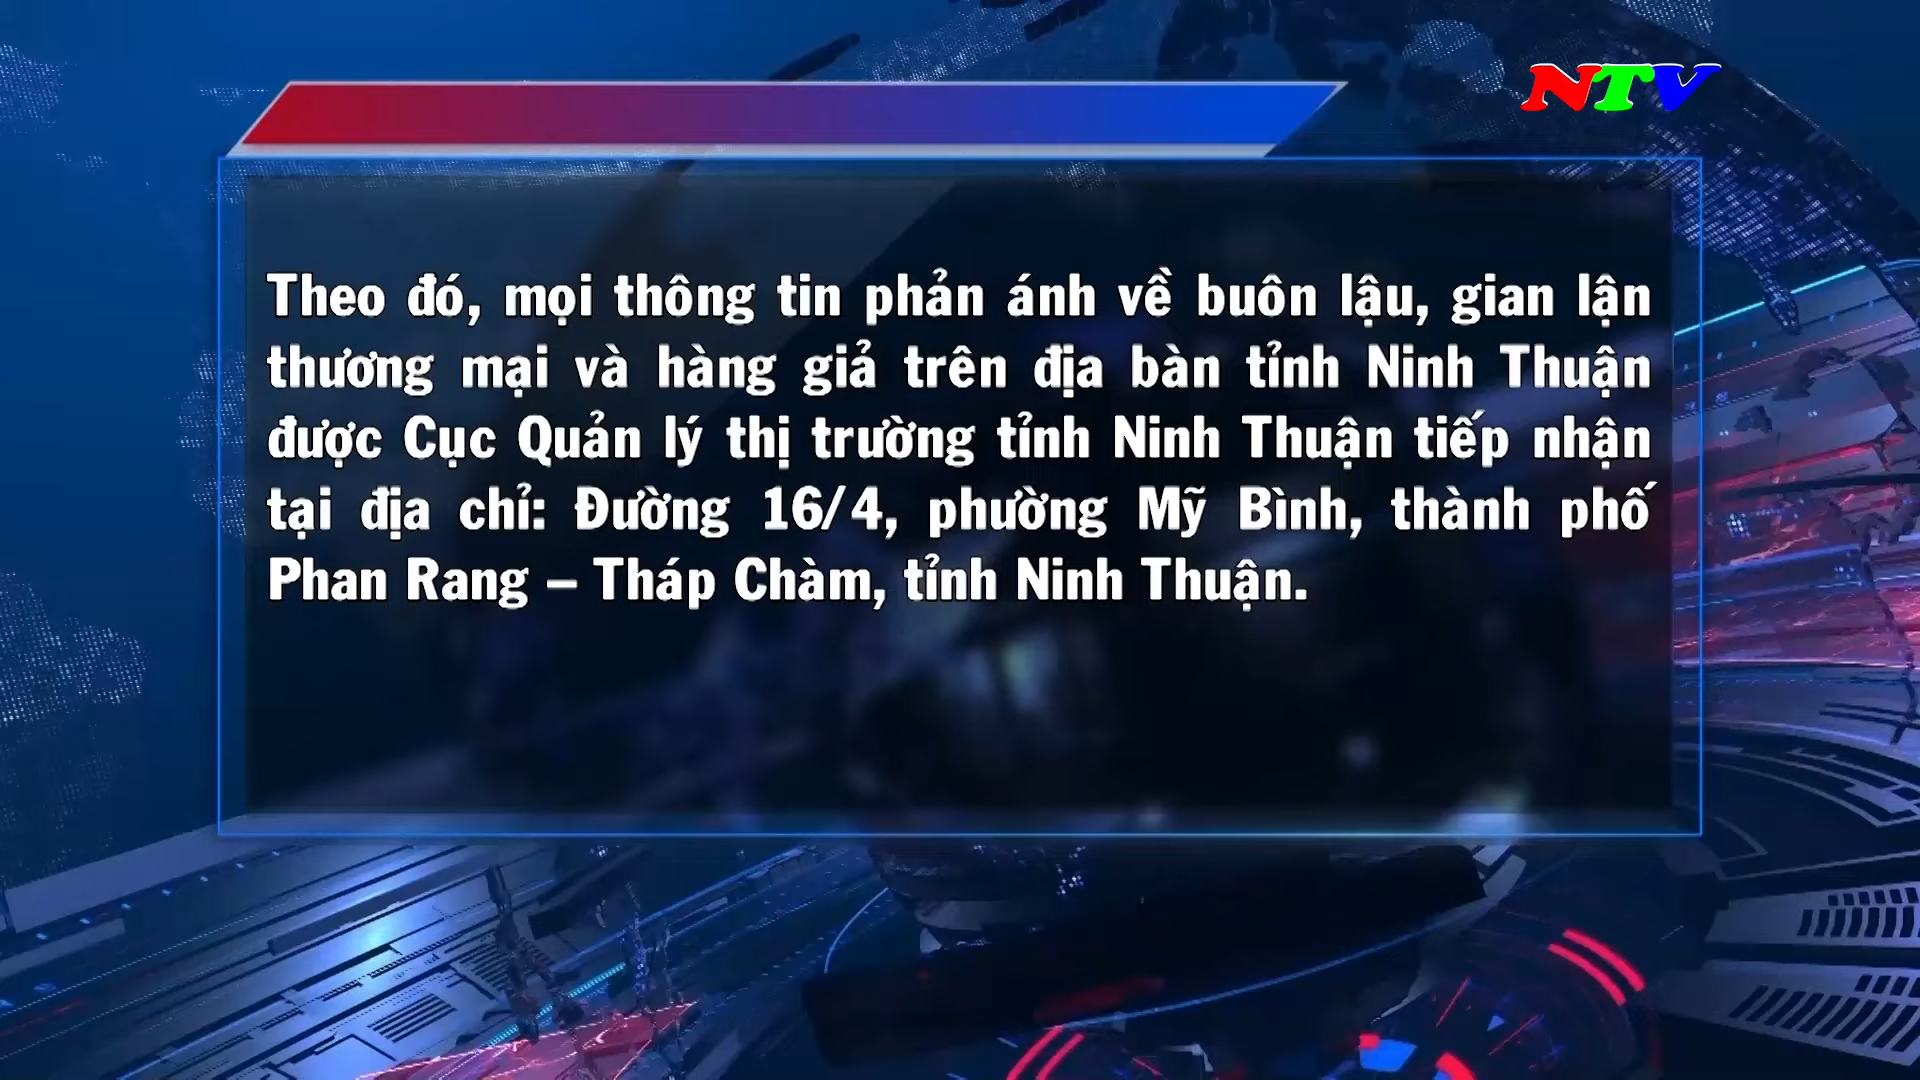 NTV
Theo đó, mọi thông tin phản ánh về buôn lậu, gian lận
thương mại và hàng giả trên địa bàn tỉnh Ninh Thuận
được Cục Quản lý thị trường tỉnh Ninh Thuận tiếp nhận
tại địa chỉ: Đường 16/4, phường Mỹ Bình, thành phố
Phan Rang – Tháp Chàm, tỉnh Ninh Thuận.